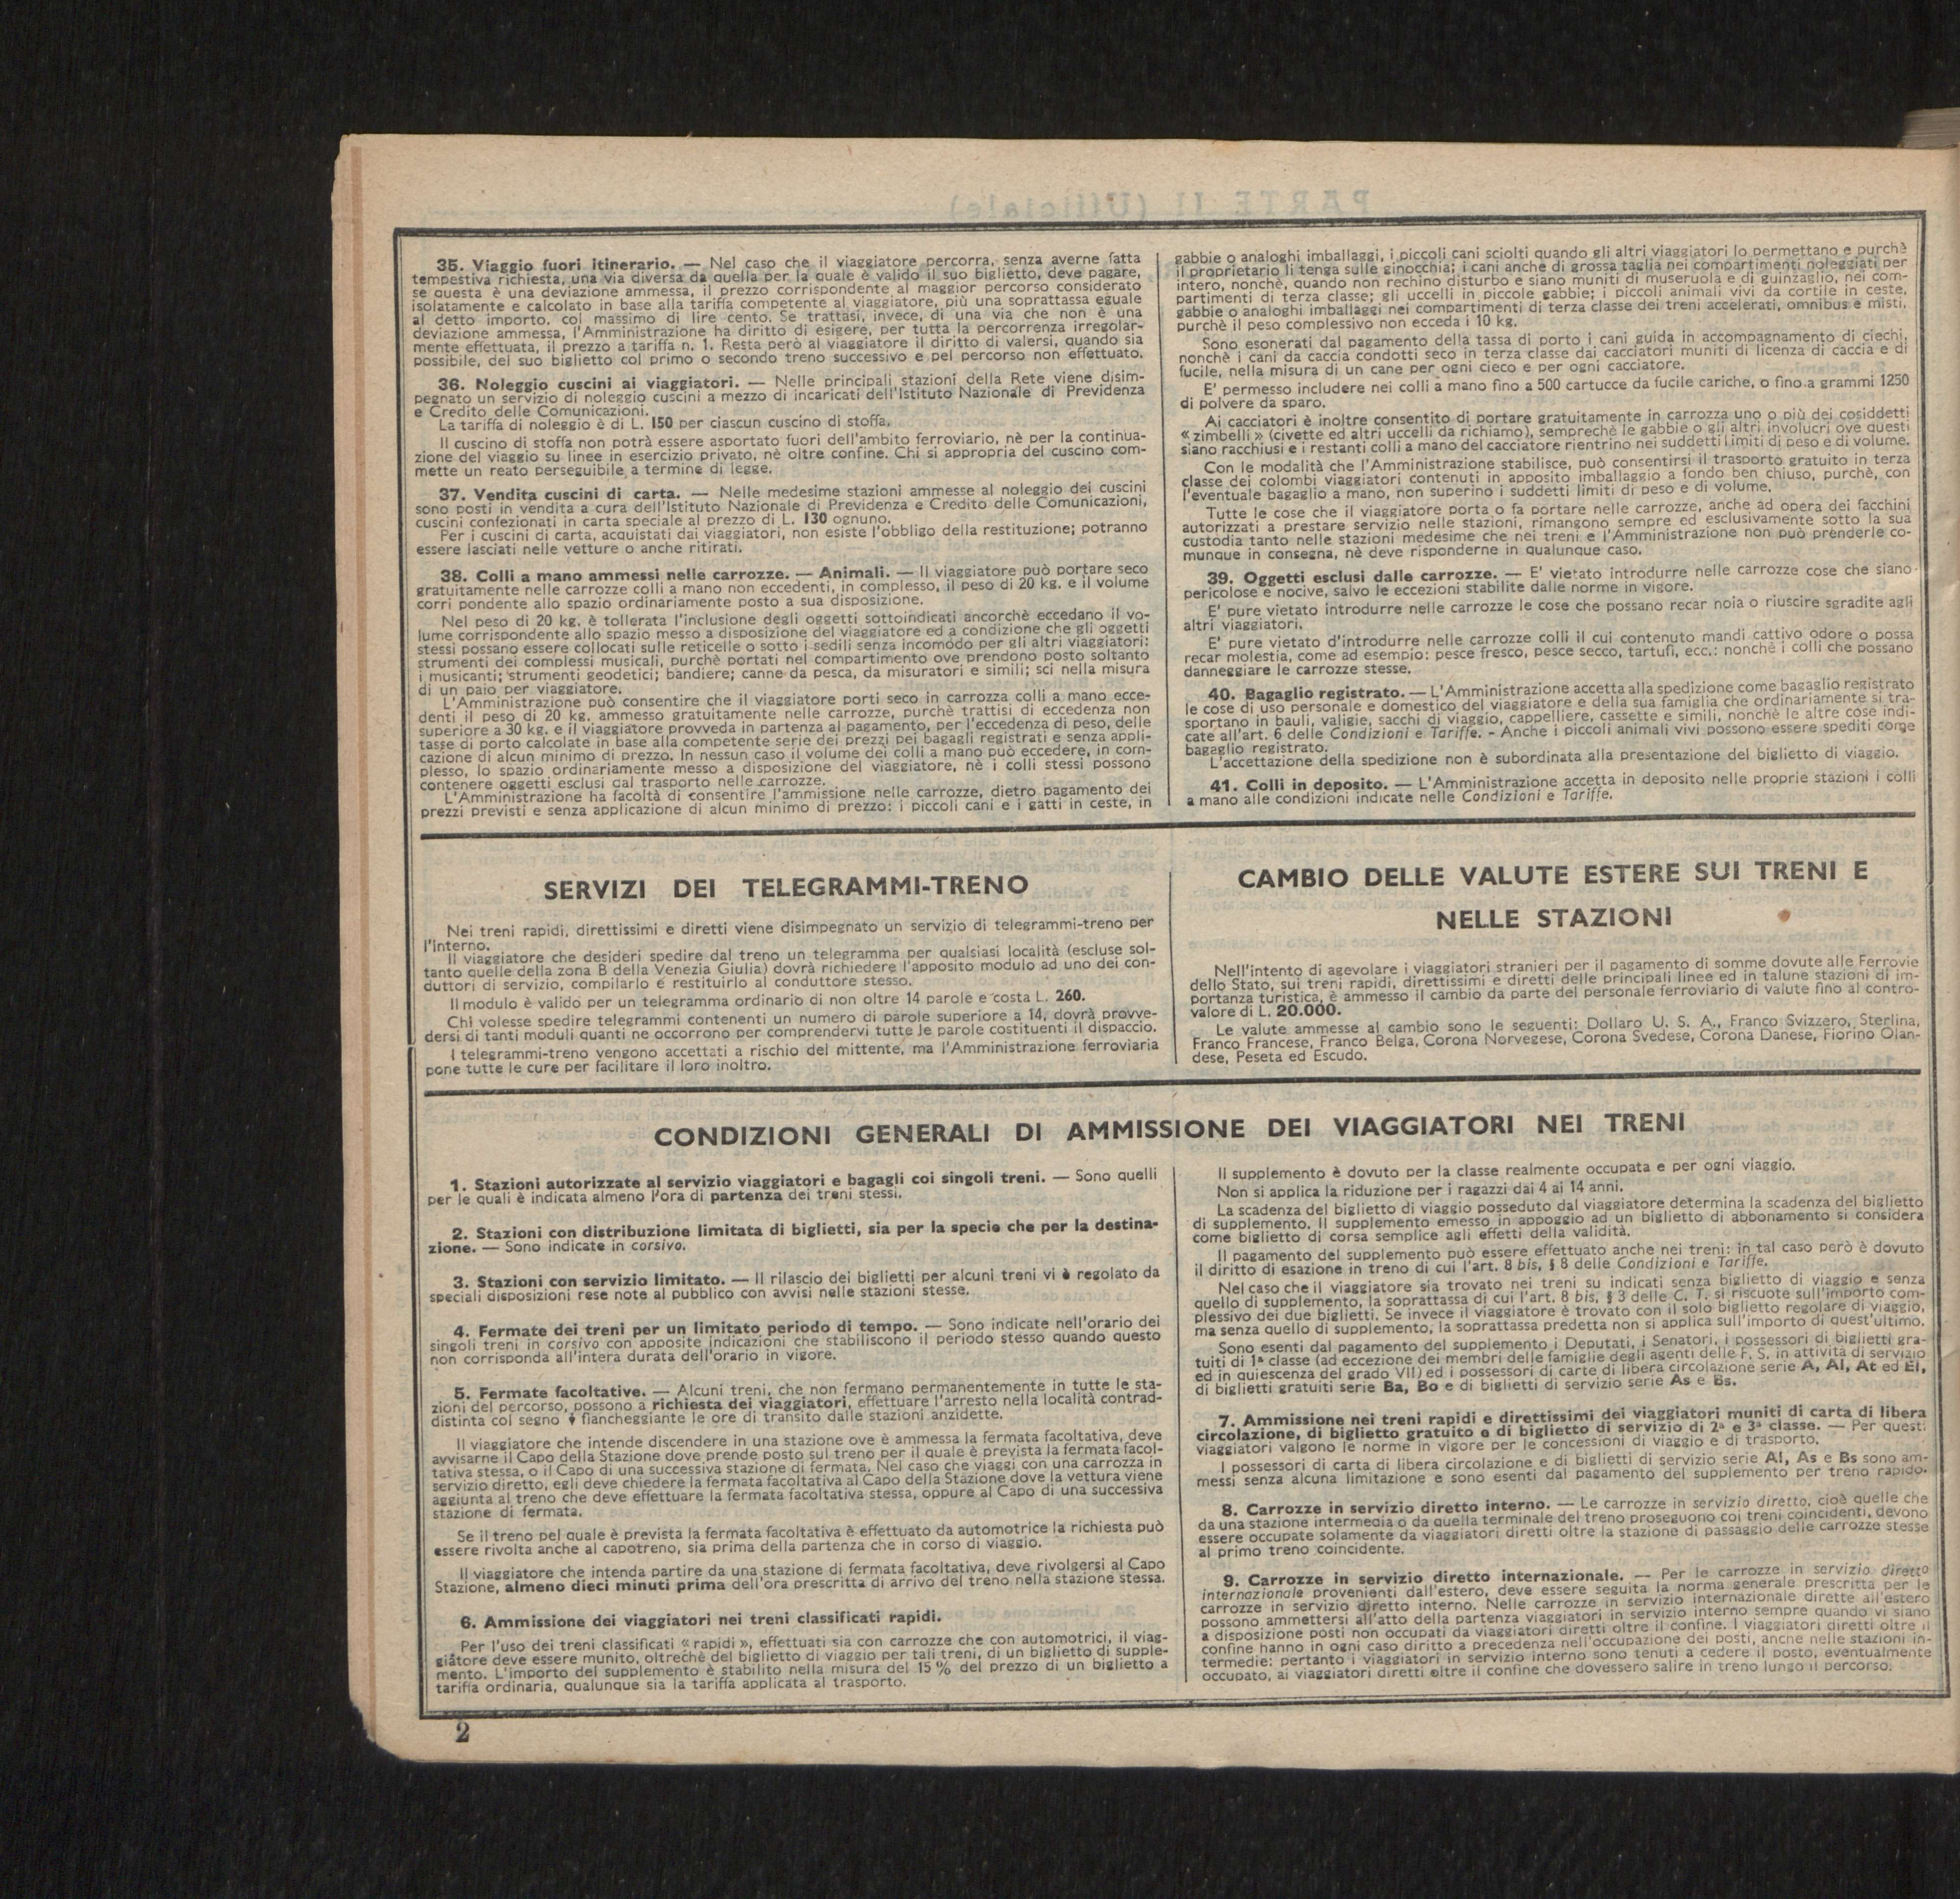 35. Viaggio fuori itinerario. — Nel caso che il viaggiatore percorra, senza averne fatta
tempestiva richiesta, una via diversa da quella per la quale è valido il suo biglietto, deve pagare,
se questa è una deviazione ammessa, il prezzo corrispondente al maggior percorso considerato
isolatamente e calcolato in base alla tariffa competente al viaggiatore, più una soprattassa eguale
al detto importo, col massimo di lire cento. Se trattasi, invece, di una via che non è una
deviazione ammessa, l'Amministrazione ha diritto di esigere, per tutta la percorrenza irregolar-
mente effettuata, il prezzo a tariffa n. 1. Resta però al viaggiatore il diritto di valersi, quando sia
possibile, del suo biglietto col primo o secondo treno successivo e pel percorso non effettuato.
36. Noleggio cuscini ai viaggiatori. — Nelle principali stazioni della Rete viene disim-
pegnato un servizio di noleggio cuscini a mezzo di incaricati dell'Istituto Nazionale di Previdenza
e Credito delle Comunicazioni.
La tariffa di noleggio è di L. 150 per ciascun cuscino di stoffa.
Il cuscino di stoffa non potrà essere asportato fuori dell'ambito ferroviario, nè per la continua-
zione del viaggio su linee in esercizio privato, nè oltre confine. Chi si appropria del cuscino com-
mette un reato perseguibile a termine di legge.
37. Vendita cuscini di carta. — Nelle medesime stazioni ammesse al noleggio dei cuscini
sono posti in vendita a cura dell'Istituto Nazionale di Previdenza e Credito delle Comunicazioni,
cuscini confezionati in carta speciale al prezzo di L. 130 ognuno.
Per i cuscini di carta, acquistati dai viaggiatori, non esiste l'obbligo della restituzione; potranno
essere lasciati nelle vetture o anche ritirati.
38. Colli a mano ammessi nelle carrozze. — Animali. — Il viaggiatore può portare seco
gratuitamente nelle carrozze colli a mano non eccedenti, in complesso, il peso di 20 kg. e il volume
corri pondente allo spazio ordinariamente posto a sua disposizione.
Nel peso di 20 kg. è tollerata l'inclusione degli oggetti sottoindicati ancorchè eccedano il vo-
lume corrispondente allo spazio messo a disposizione del viaggiatore ed a condizione che gli oggetti
stessi possano essere collocati sulle reticelle o sotto i sedili senza incomodo per gli altri viaggiatori:
strumenti dei complessi musicali, purchè portati nel compartimento ove prendono posto soltanto
i musicanti; strumenti geodetici; bandiere; canne da pesca, da misuratori e simili; sci nella misura
di un paio per viaggiatore.
L'Amministrazione può consentire che il viaggiatore porti seco in carrozza colli a mano ecce-
denti il peso di 20 kg. ammesso gratuitamente nelle carrozze, purchè trattisi di eccedenza non
superiore a 30 kg. e il viaggiatore provveda in partenza al pagamento, per l'eccedenza di peso, delle
tasse di porto calcolate in base alla competente serie dei prezzi pei bagagli registrati e senza appli-
cazione di alcun minimo di prezzo. In nessun caso il volume dei colli a mano può eccedere, in com-
plesso, lo spazio ordinariamente messo a disposizione del viaggiatore, nè i colli stessi possono
contenere oggetti esclusi dal trasporto nelle carrozze.
L'Amministrazione ha facoltà di consentire l'ammissione nelle carrozze, dietro pagamento dei
prezzi previsti e senza applicazione di alcun minimo di prezzo: i piccoli cani e i gatti in ceste, in
gabbie o analoghi imballaggi, i piccoli cani sciolti quando gli altri viaggiatori lo permettano e purchè
il proprietario li tenga sulle ginocchia; i cani anche di grossa taglia nei compartimenti noleggiati per
intero, nonchè, quando non rechino disturbo e siano muniti di museruola e di guinzaglio, nei com-
partimenti di terza classe; gli uccelli in piccole gabbie; i piccoli animali vivi da cortile in ceste,
gabbie o analoghi imballaggi nei compartimenti di terza classe dei treni accelerati, omnibus e misti,
purchè il peso complessivo non ecceda i 10 kg.
Sono esonerati dal pagamento della tassa di porto i cani guida in accompagnamento di ciechi,
nonchè i cani da caccia condotti seco in terza classe dai cacciatori muniti di licenza di caccia e di
fucile, nella misura di un cane per ogni cieco e per ogni cacciatore.
E' permesso includere nei colli a mano fino a 500 cartucce da fucile cariche, o fino a grammi 1250
di polvere da sparo.
Ai cacciatori è inoltre consentito di portare gratuitamente in carrozza uno o più dei cosiddetti
« zimbelli » (civette ed altri uccelli da richiamo), semprechè le gabbie o gli altri involucri ove questi
siano racchiusi e i restanti colli a mano del cacciatore rientrino nei suddetti limiti di peso e di volume.
Con le modalità che l'Amministrazione stabilisce, può consentirsi il trasporto gratuito in terza
classe dei colombi viaggiatori contenuti in apposito imballaggio a fondo ben chiuso, purchè, con
l'eventuale bagaglio a mano, non superino i suddetti limiti di peso e di volume.
Tutte le cose che il viaggiatore porta o fa portare nelle carrozze, anche ad opera dei facchini
autorizzati a prestare servizio nelle stazioni, rimangono sempre ed esclusivamente sotto la sua
custodia tanto nelle stazioni medesime che nei treni e l'Amministrazione non può prenderle co-
munque in consegna, nè deve risponderne in qualunque caso.
39. Oggetti esclusi dalle carrozze. — E' vietato introdurre nelle carrozze cose che siano
pericolose e nocive, salvo le eccezioni stabilite dalle norme in vigore.
E' pure vietato introdurre nelle carrozze le cose che possano recar noia o riuscire sgradite agli
altri viaggiatori.
E' pure vietato d'introdurre nelle carrozze colli il cui contenuto mandi cattivo odore o possa
recar molestia, come ad esempio: pesce fresco, pesce secco, tartufi, ecc.: nonchè i colli che possano
danneggiare le carrozze stesse.
40. Bagaglio registrato. — L'Amministrazione accetta alla spedizione come bagaglio registrato
le cose di uso personale e domestico del viaggiatore e della sua famiglia che ordinariamente si tra-
sportano in bauli, valigie, sacchi di viaggio, cappelliere, cassette e simili, nonchè le altre cose indi-
cate all'art. 6 delle Condizioni e Tariffe. - Anche i piccoli animali vivi possono essere spediti come
bagaglio registrato.
L'accettazione della spedizione non è subordinata alla presentazione del biglietto di viaggio.
41. Colli in deposito. — L'Amministrazione accetta in deposito nelle proprie stazioni i colli
a mano alle condizioni indicate nelle Condizioni e Tariffe.
SERVIZI DEI TELEGRAMMI-TRENO
Nei treni rapidi, direttissimi e diretti viene disimpegnato un servizio di telegrammi-treno per
l'interno.
Il viaggiatore che desideri spedire dal treno un telegramma per qualsiasi località (escluse sol-
tanto quelle della zona B della Venezia Giulia) dovrà richiedere l'apposito modulo ad uno dei con-
duttori di servizio, compilarlo e restituirlo al conduttore stesso.
Il modulo è valido per un telegramma ordinario di non oltre 14 parole e costa L. 260.
Chi volesse spedire telegrammi contenenti un numero di parole superiore a 14, dovrà provve-
dersi di tanti moduli quanti ne occorrono per comprendervi tutte le parole costituenti il dispaccio.
I telegrammi-treno vengono accettati a rischio del mittente, ma l'Amministrazione ferroviaria
pone tutte le cure per facilitare il loro inoltro.
CAMBIO DELLE VALUTE ESTERE SUI TRENI E
NELLE STAZIONI
Nell'intento di agevolare i viaggiatori stranieri per il pagamento di somme dovute alle Ferrovie
dello Stato, sui treni rapidi, direttissimi e diretti delle principali linee ed in talune stazioni di im-
portanza turistica, è ammesso il cambio da parte del personale ferroviario di valute fino al contro-
valore di L. 20.000.
Le valute ammesse al cambio sono le seguenti: Dollaro U. S. A., Franco Svizzero, Sterlina,
Franco Francese, Franco Belga, Corona Norvegese, Corona Svedese, Corona Danese, Fiorino Olan-
dese, Peseta ed Escudo.
CONDIZIONI GENERALI DI AMMISSIONE DEI VIAGGIATORI NEI TRENI
1. Stazioni autorizzate al servizio viaggiatori e bagagli coi singoli treni. — Sono quelli
per le quali è indicata almeno l'ora di partenza dei treni stessi.
2. Stazioni con distribuzione limitata di biglietti, sia per la specie che per la destina-
zione. — Sono indicate in corsivo.
3. Stazioni con servizio limitato. — Il rilascio dei biglietti per alcuni treni vi è regolato da
speciali disposizioni rese note al pubblico con avvisi nelle stazioni stesse.
4. Fermate dei treni per un limitato periodo di tempo. — Sono indicate nell'orario dei
singoli treni in corsivo con apposite indicazioni che stabiliscono il periodo stesso quando questo
non corrisponda all'intera durata dell'orario in vigore.
5. Fermate facoltative. — Alcuni treni, che non fermano permanentemente in tutte le sta-
zioni del percorso, possono a richiesta dei viaggiatori, effettuare l'arresto nella località contrad-
distinta col segno ♦ fiancheggiante le ore di transito dalle stazioni anzidette.
Il viaggiatore che intende discendere in una stazione ove è ammessa la fermata facoltativa, deve
avvisarne il Capo della Stazione dove prende posto sul treno per il quale è prevista la fermata facol-
tativa stessa, o il Capo di una successiva stazione di fermata. Nel caso che viaggi con una carrozza in
servizio diretto, egli deve chiedere la fermata facoltativa al Capo della Stazione dove la vettura viene
aggiunta al treno che deve effettuare la fermata facoltativa stessa, oppure al Capo di una successiva
stazione di fermata.
Se il treno pel quale è prevista la fermata facoltativa è effettuato da automotrice la richiesta può
essere rivolta anche al capotreno, sia prima della partenza che in corso di viaggio.
Il viaggiatore che intenda partire da una stazione di fermata facoltativa, deve rivolgersi al Capo
Stazione, almeno dieci minuti prima dell'ora prescritta di arrivo del treno nella stazione stessa.
6. Ammissione dei viaggiatori nei treni classificati rapidi.
Per l'uso dei treni classificati « rapidi », effettuati sia con carrozze che con automotrici, il viag-
giatore deve essere munito, oltrechè del biglietto di viaggio per tali treni, di un biglietto di supple-
mento. L'importo del supplemento è stabilito nella misura del 15 % del prezzo di un biglietto a
tariffa ordinaria, qualunque sia la tariffa applicata al trasporto.
Il supplemento è dovuto per la classe realmente occupata e per ogni viaggio.
Non si applica la riduzione per i ragazzi dai 4 ai 14 anni.
La scadenza del biglietto di viaggio posseduto dal viaggiatore determina la scadenza del biglietto
di supplemento. Il supplemento emesso in appoggio ad un biglietto di abbonamento si considera
come biglietto di corsa semplice agli effetti della validità.
Il pagamento del supplemento può essere effettuato anche nei treni: in tal caso però è dovuto
il diritto di esazione in treno di cui l'art. 8 bis, § 8 delle Condizioni e Tariffe.
Nel caso che il viaggiatore sia trovato nei treni su indicati senza biglietto di viaggio e senza
quello di supplemento, la soprattassa di cui l'art. 8 bis, § 3 delle C. T. si riscuote sull'importo com-
plessivo dei due biglietti. Se invece il viaggiatore è trovato con il solo biglietto regolare di viaggio,
ma senza quello di supplemento, la soprattassa predetta non si applica sull'importo di quest'ultimo.
Sono esenti dal pagamento del supplemento i Deputati, i Senatori, i possessori di biglietti gra-
tuiti di 1ª classe (ad eccezione dei membri delle famiglie degli agenti delle F. S. in attività di servizio
ed in quiescenza del grado VII) ed i possessori di carte di libera circolazione serie A, Al, At ed El,
di biglietti gratuiti serie Ba, Bo e di biglietti di servizio serie As e Bs.
7. Ammissione nei treni rapidi e direttissimi dei viaggiatori muniti di carta di libera
circolazione, di biglietto gratuito e di biglietto di servizio di 2ª e 3ª classe. — Per questi
viaggiatori valgono le norme in vigore per le concessioni di viaggio e di trasporto.
I possessori di carta di libera circolazione e di biglietti di servizio serie Al, As e Bs sono am-
messi senza alcuna limitazione e sono esenti dal pagamento del supplemento per treno rapido.
8. Carrozze in servizio diretto interno. — Le carrozze in servizio diretto, cioè quelle che
da una stazione intermedia o da quella terminale del treno proseguono coi treni coincidenti, devono
essere occupate solamente da viaggiatori diretti oltre la stazione di passaggio delle carrozze stesse
al primo treno coincidente.
9. Carrozze in servizio diretto internazionale. — Per le carrozze in servizio diretto
internazionale provenienti dall'estero, deve essere seguita la norma generale prescritta per le
carrozze in servizio diretto interno. Nelle carrozze in servizio internazionale dirette all'estero
possono ammettersi all'atto della partenza viaggiatori in servizio interno sempre quando vi siano
a disposizione posti non occupati da viaggiatori diretti oltre il confine. I viaggiatori diretti oltre il
confine hanno in ogni caso diritto a precedenza nell'occupazione dei posti, anche nelle stazioni in-
termedie: pertanto i viaggiatori in servizio interno sono tenuti a cedere il posto, eventualmente
occupato, ai viaggiatori diretti oltre il confine che dovessero salire in treno lungo il percorso.
2